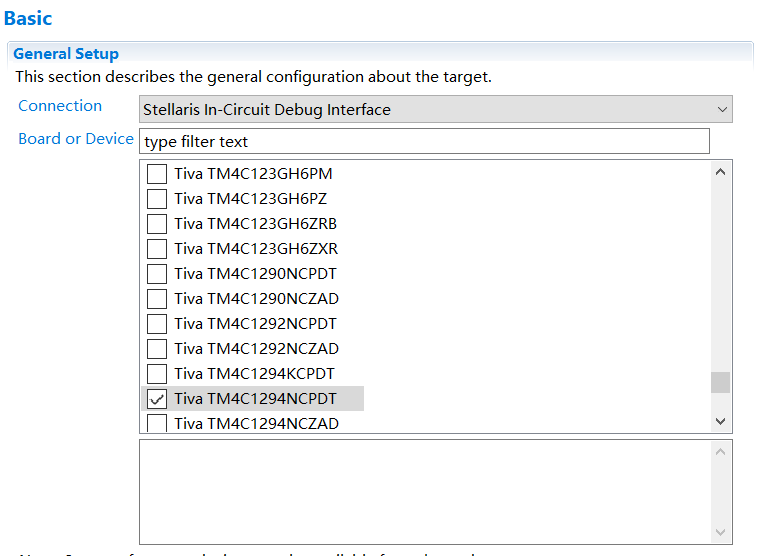 Basic
General Setup
This section describes the general configuration about the target.
Connection Stellaris In-Circuit Debug Interface
Board or Device type filter text
Tiva TM4C123GH6PM
Tiva TM4C123GH6PZ
Tiva TM4C123GH6ZRB
Tiva TM4C123GH6ZXR
Tiva TM4C1290NCPDT
Tiva TM4C1290NCZAD
Tiva TM4C1292NCPDT
Tiva TM4C1292NCZAD
Tiva TM4C1294KCPDT
Tiva TM4C1294NCPDT
Tiva TM4C1294NCZAD